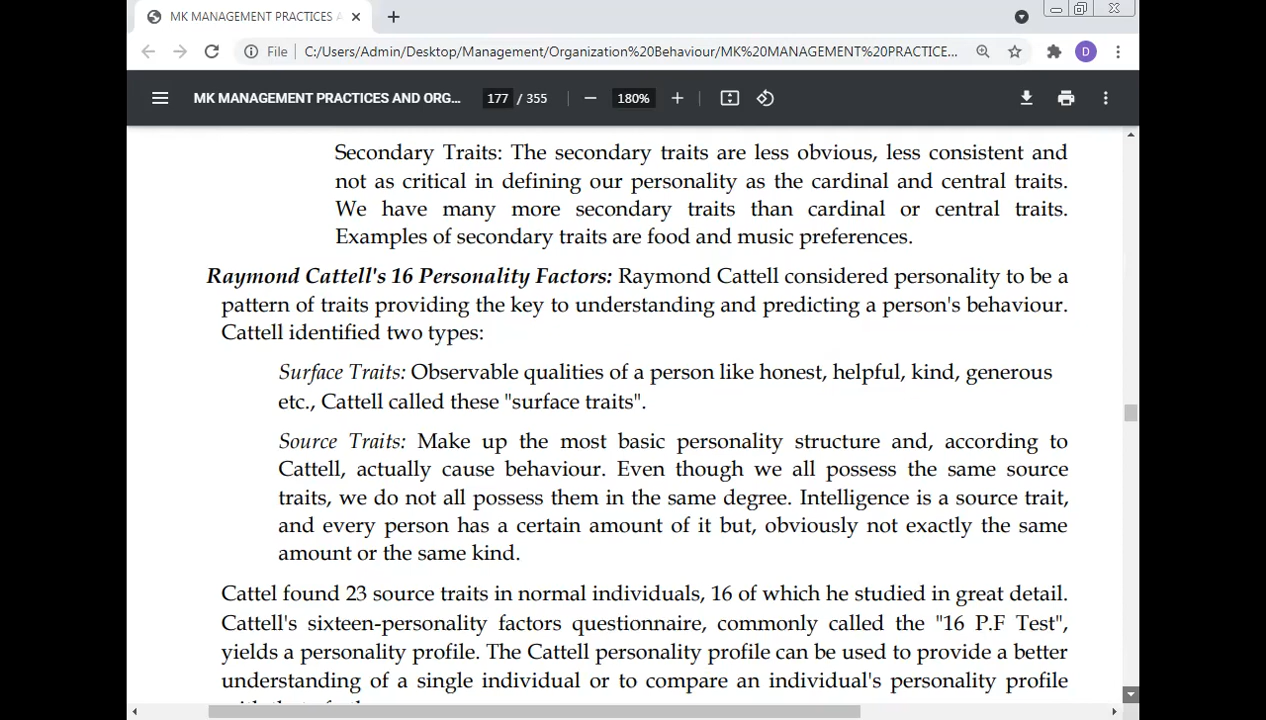 MK MANAGEMENT PRACTICES A
File C:/Users/Admin/Desktop/Management/Organization%20Behaviour/MK%20MANAGEMENT%20PRACTICE... D
MK MANAGEMENT PRACTICES AND ORG... 177 / 355 180%
Secondary Traits: The secondary traits are less obvious, less consistent and
not as critical in defining our personality as the cardinal and central traits.
We have many more secondary traits than cardinal or central traits.
Examples of secondary traits are food and music preferences.
Raymond Cattell's 16 Personality Factors: Raymond Cattell considered personality to be a
pattern of traits providing the key to understanding and predicting a person's behaviour.
Cattell identified two types:
Surface Traits: Observable qualities of a person like honest, helpful, kind, generous
etc., Cattell called these "surface traits".
Source Traits: Make up the most basic personality structure and, according to
Cattell, actually cause behaviour. Even though we all possess the same source
traits, we do not all possess them in the same degree. Intelligence is a source trait,
and every person has a certain amount of it but, obviously not exactly the same
amount or the same kind.
Cattel found 23 source traits in normal individuals, 16 of which he studied in great detail.
Cattell's sixteen-personality factors questionnaire, commonly called the "16 P.F Test",
yields a personality profile. The Cattell personality profile can be used to provide a better
understanding of a single individual or to compare an individual's personality profile